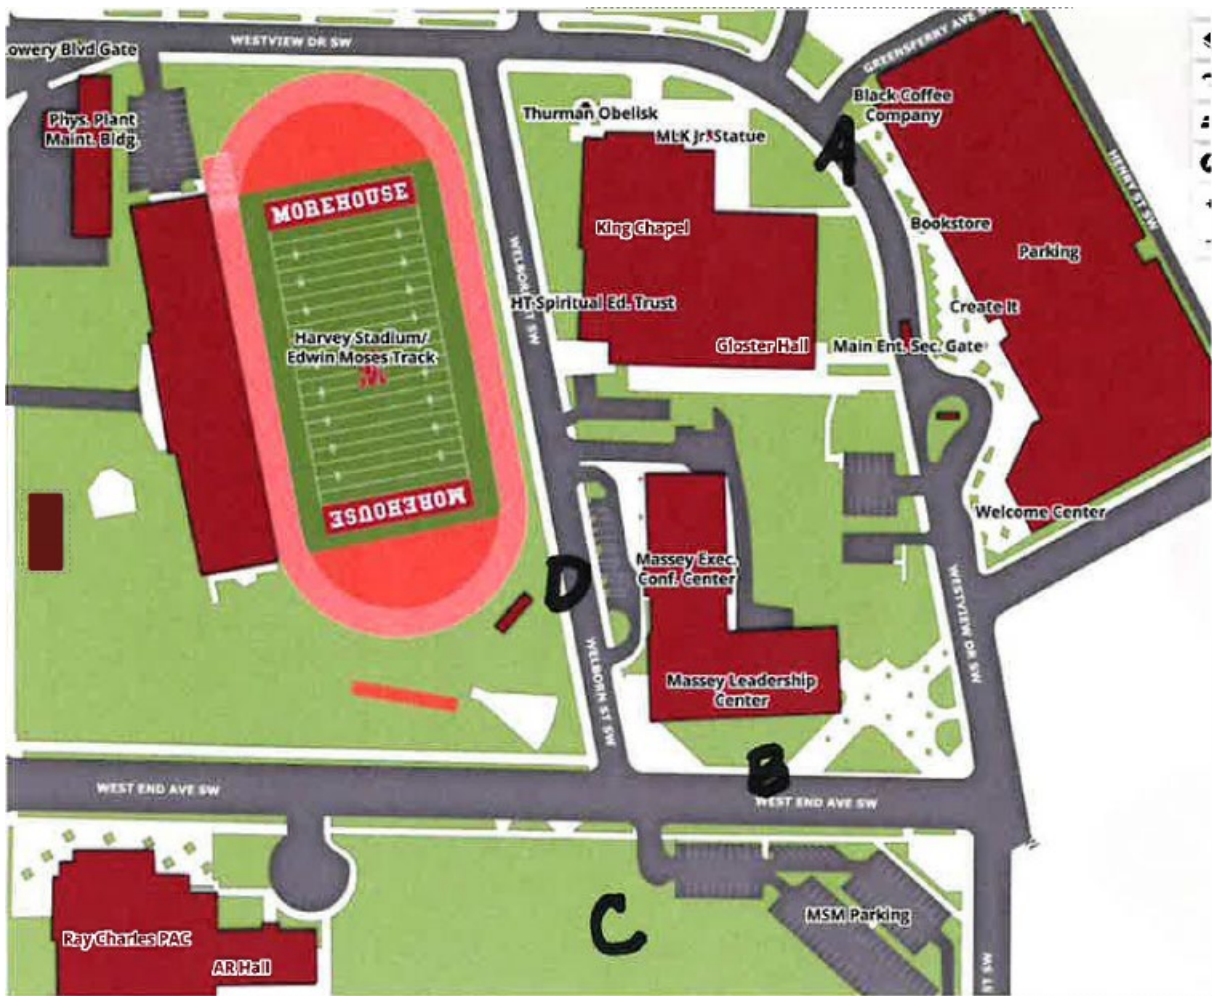 Lowery Blvd Gate
WESTVIEW DR SW
GREENSFERRY AVE S
Phys. Plant
Maint. Bldg.
Thurman Obelisk
MLK Jr. Statue
Black Coffee
Company
A
HENRY ST SW
MOREHOUSE
King Chapel
Bookstore
Parking
WELBORN ST SW
HT Spiritual Ed. Trust
Create It
Harvey Stadium/
Edwin Moses Track
M
Gloster Hall
Main Ent. Sec. Gate
MOREHOUSE
Welcome Center
Massey Exec.
Conf. Center
D
WESTVIEW DR SW
WELBORN ST SW
Massey Leadership
Center
B
WEST END AVE SW
WEST END AVE SW
C
MSM Parking
Ray Charles PAC
AR Hall
ST SW